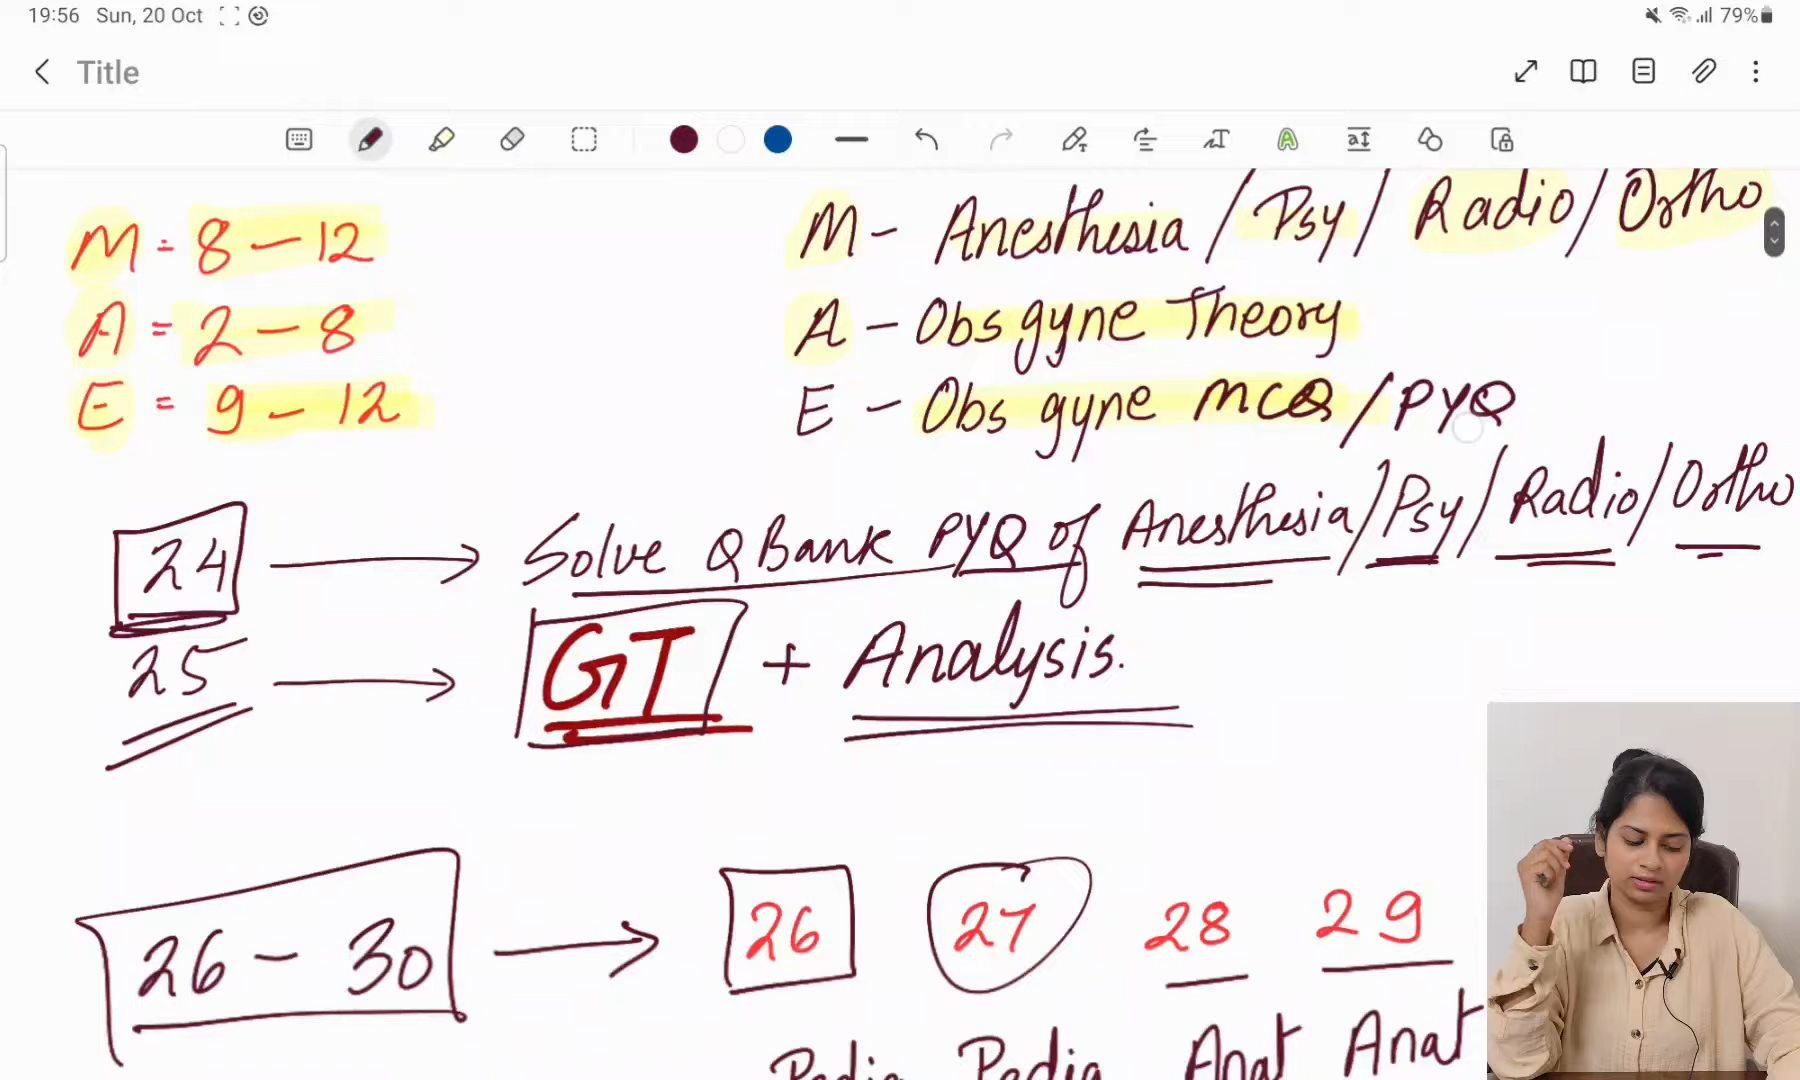 19:56 Sun, 20 Oct
79%
Title
M = 8 – 12
A = 2 – 8
E = 9 – 12
M – Anesthesia / Psy / Radio / Ortho
A – Obs gyne Theory
E – Obs gyne MCQ / PYQ
24 → Solve Q Bank PYQ of Anesthesia / Psy / Radio / Ortho
25 → GT + Analysis.
26 – 30 → 26 27 28 29
Pedia Pedia Anat Anat